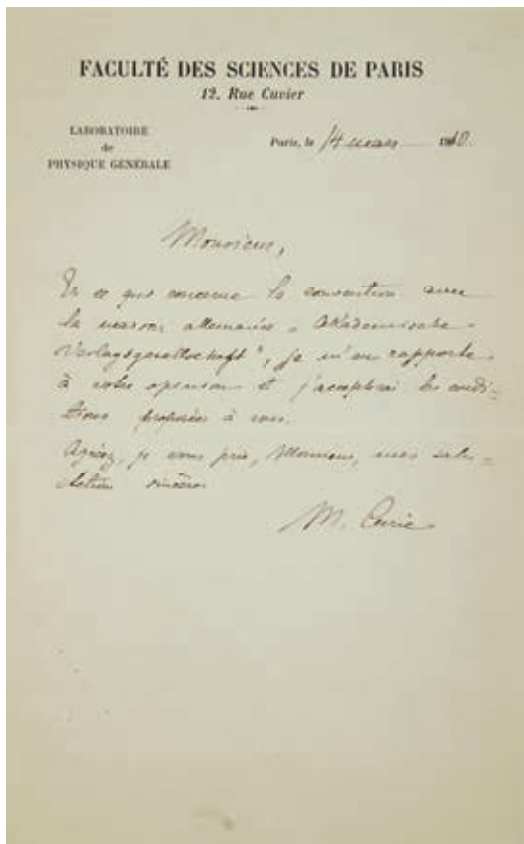 FACULTÉ DES SCIENCES DE PARIS
12, Rue Cuvier
LABORATOIRE
de
PHYSIQUE GÉNÉRALE
Paris, le 14 mars 1910.
Monsieur,
En ce qui concerne la convention avec
la maison allemande „Akademische
Verlagsgesellschaft", je m'en rapporte
à votre opinion et j'accepterai les condi-
tions proposées à vous.
Agréez, je vous prie, Monsieur, mes salu-
tations sincères
M. Curie